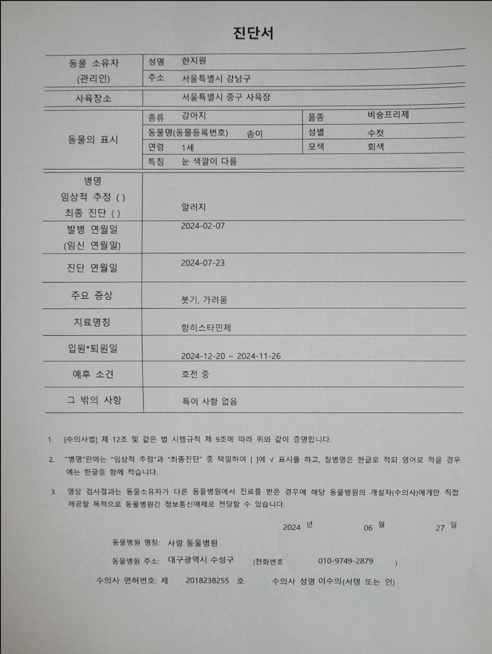 진단서
동물 소유자 (관리인) 성명 한지원
주소 서울특별시 강남구
사육장소 서울특별시 중구 사육장
동물의 표시 종류 강아지 품종 비숑프리제
동물명(동물등록번호) 송이 성별 수컷
연령 1세 모색 회색
특징 눈 색깔이 다름
병명
임상적 추정 ( )
최종 진단 ( ) 알러지
발병 연월일 2024-02-07
(임신 연월일)
진단 연월일 2024-07-23
주요 증상 붓기, 가려움
치료명칭 항히스타민제
입원*퇴원일 2024-12-20 ~ 2024-11-26
예후 소견 호전 중
그 밖의 사항 특이 사항 없음
1. [수의사법] 제 12조 및 같은 법 시행규칙 제 9조에 따라 위와 같이 증명합니다.
2. "병명"란에는 "임상적 추정"과 "최종진단" 중 택일하여 [ ]에 √ 표시를 하고, 질병명은 한글로 적되 영어로 적을 경우
에는 한글을 함께 적습니다.
3. 영상 검사결과는 동물소유자가 다른 동물병원에서 진료를 받은 경우에 해당 동물병원의 개설자(수의사)에게만 직접
제공할 목적으로 동물병원간 정보통신매체로 전달할 수 있습니다.
2024 년 06 월 27 일
동물병원 명칭: 사랑 동물병원
동물병원 주소: 대구광역시 수성구 (전화번호 010-9749-2879 )
수의사 면허번호: 제 2018238255 호 수의사 성명 이수의(서명 또는 인)